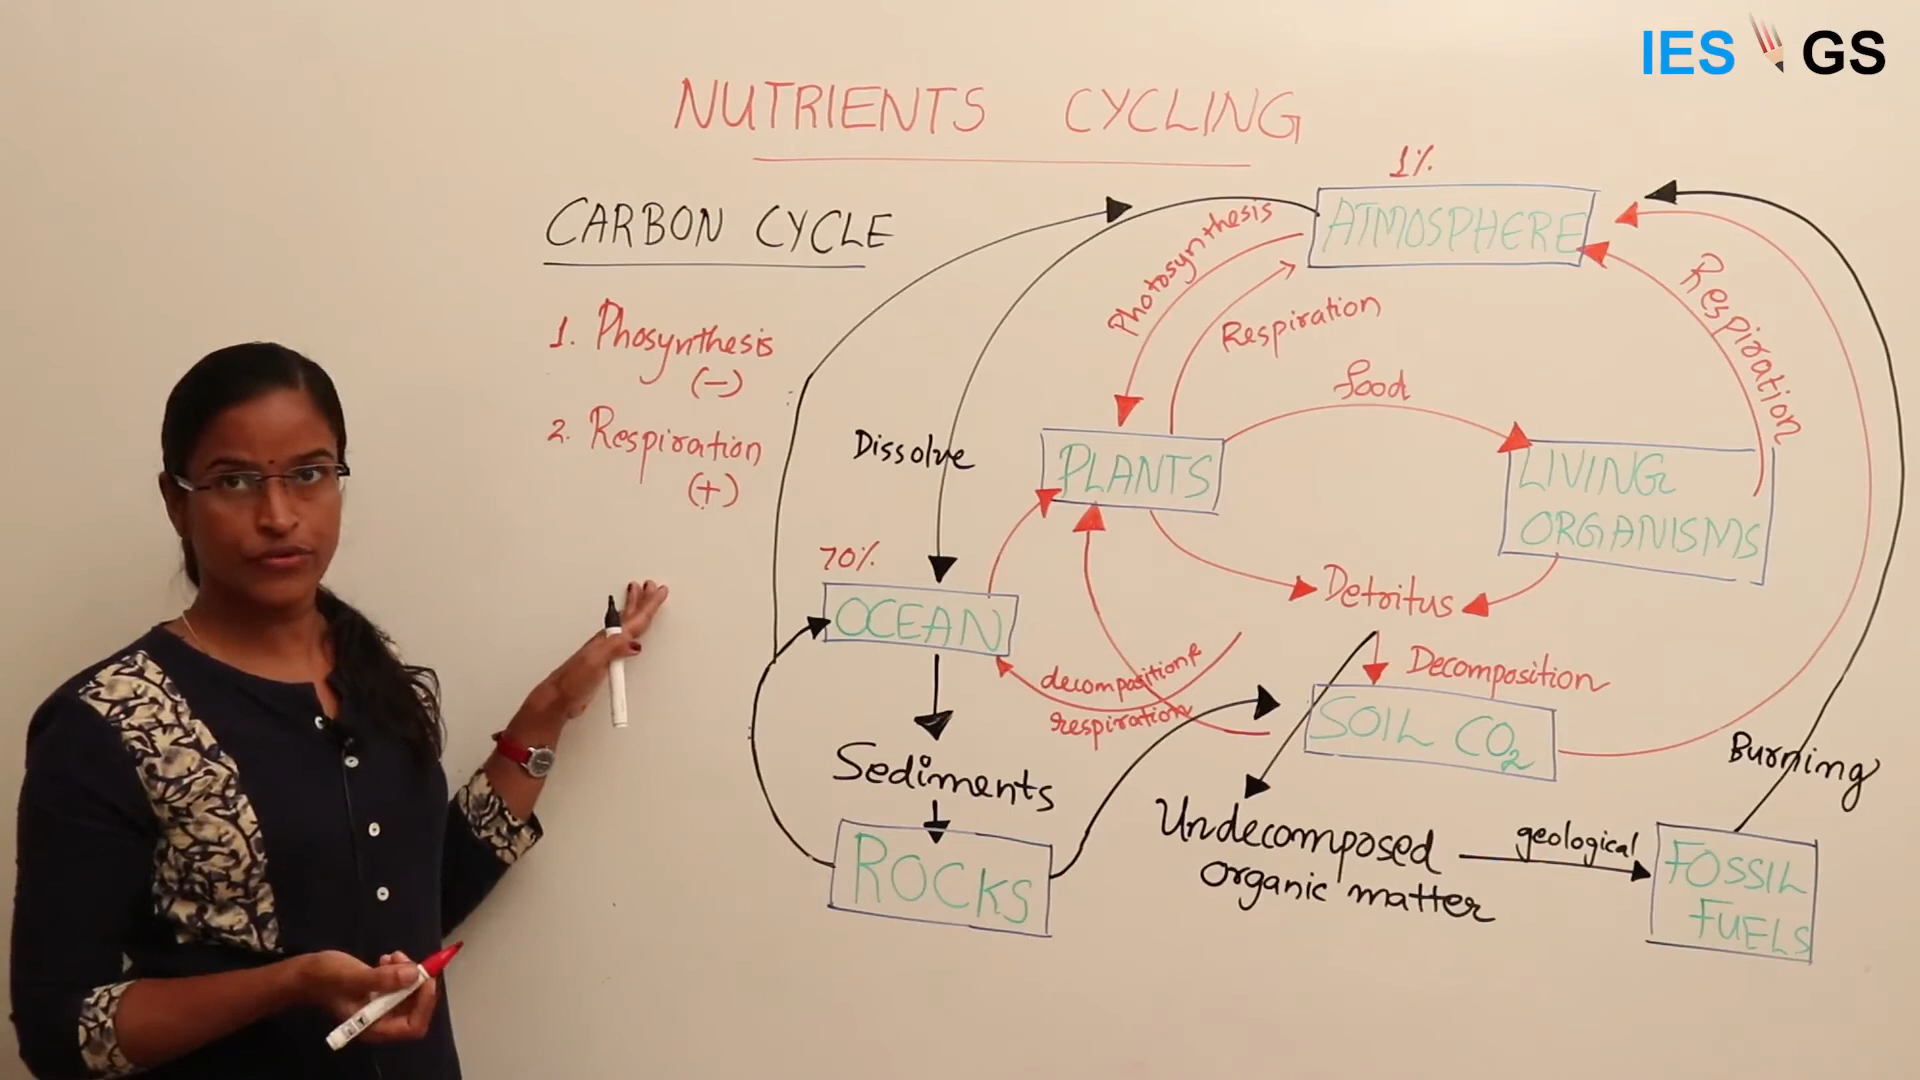 IES GS
NUTRIENTS CYCLING
CARBON CYCLE
1. Phosynthesis
(-)
2. Respiration
(+)
1%
ATMOSPHERE
Photosynthesis
Respiration
Respiration
food
Dissolve
PLANTS
LIVING
ORGANISMS
70%
OCEAN
Detritus
decomposition &
respiration
Decomposition
SOIL CO₂
Sediments
Burning
ROCKS
Undecomposed
organic matter
geological
FOSSIL
FUELS